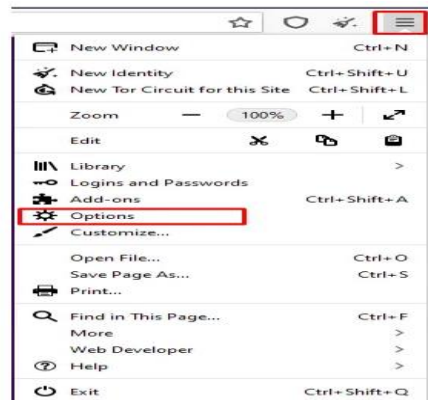 New Window Ctrl+N
New Identity Ctrl+Shift+U
New Tor Circuit for this Site Ctrl+Shift+L
Zoom — 100% +
Edit
Library >
Logins and Passwords
Add-ons Ctrl+Shift+A
Options
Customize...
Open File... Ctrl+O
Save Page As... Ctrl+S
Print...
Find in This Page... Ctrl+F
More >
Web Developer >
Help >
Exit Ctrl+Shift+Q